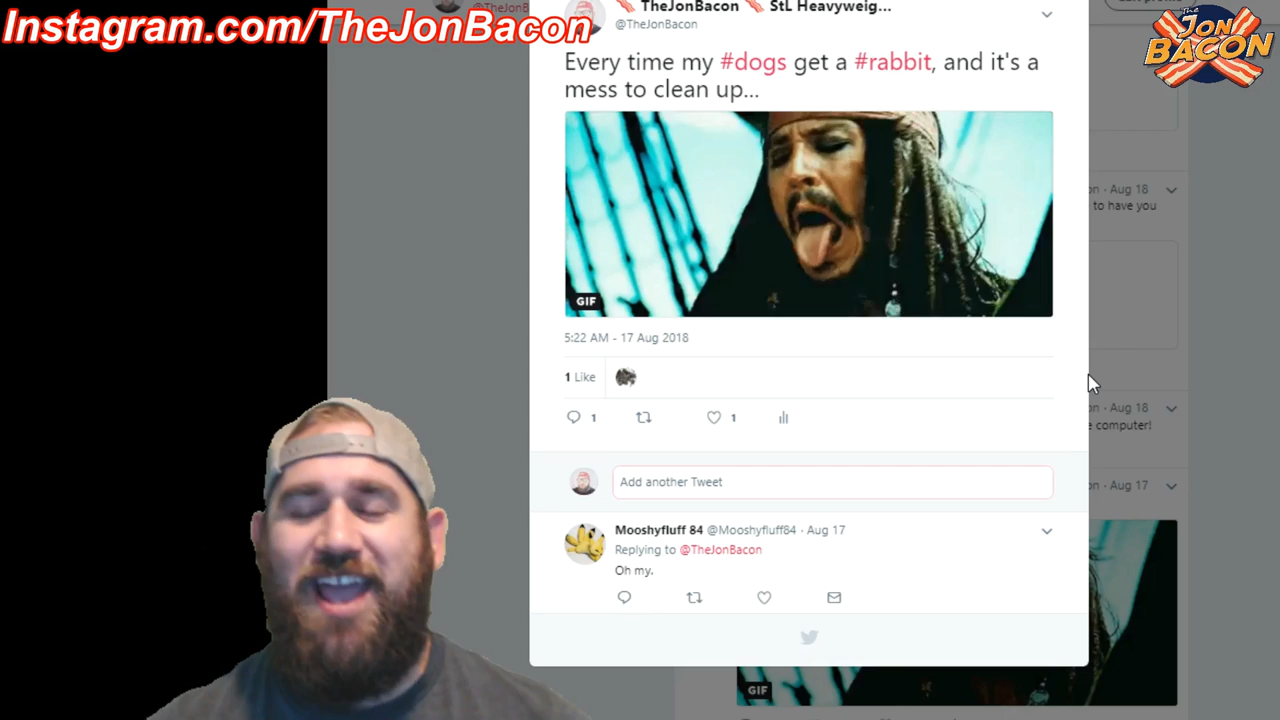 Instagram.com/TheJonBacon
The
JON
BACON
TheJonBacon StL Heavyweig...
@TheJonBacon
Every time my #dogs get a #rabbit, and it's a
mess to clean up...
GIF
5:22 AM - 17 Aug 2018
1 Like
1 1
Add another Tweet
Mooshyfluff 84 @Mooshyfluff84 · Aug 17
Replying to @TheJonBacon
Oh my.
on · Aug 18
to have you
on · Aug 18
computer!
on · Aug 17
GIF